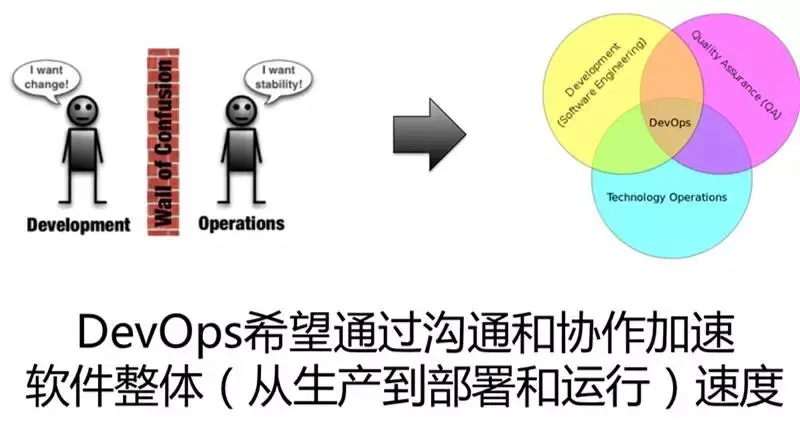 I want
change!
Wall of Confusion
I want
stability!
Development
Operations
Development
(Software Engineering)
Quality Assurance (QA)
DevOps
Technology Operations
DevOps希望通过沟通和协作加速
软件整体（从生产到部署和运行）速度